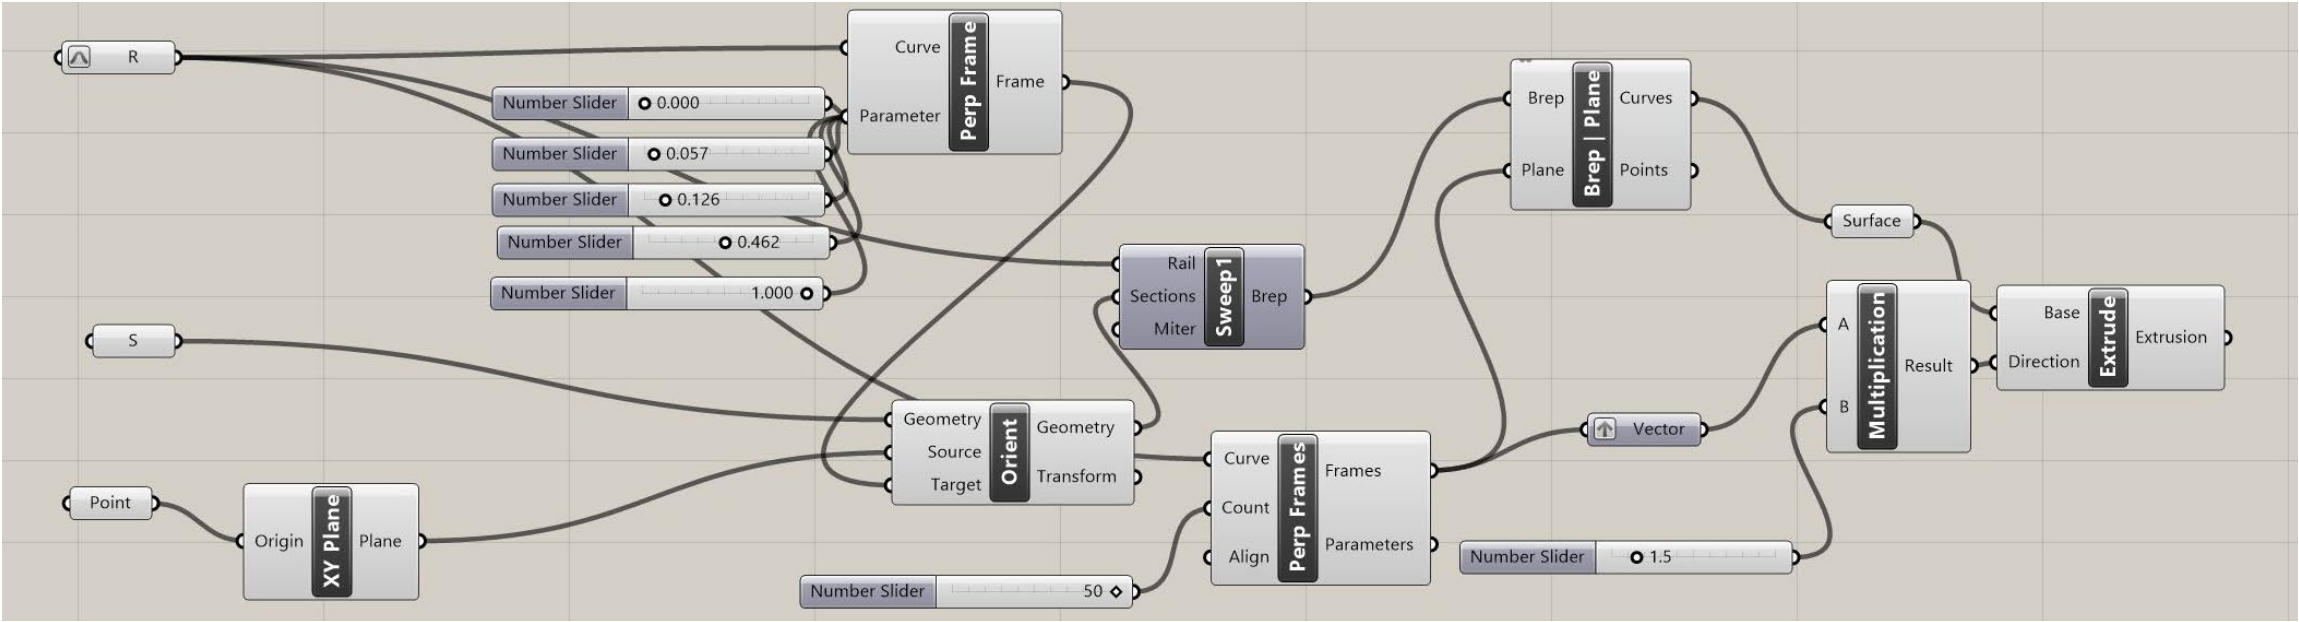 R
Number Slider 0.000
Number Slider 0.057
Number Slider 0.126
Number Slider 0.462
Number Slider 1.000
Curve
Parameter
Perp Frame
Frame
S
Point
Origin
XY Plane
Plane
Geometry
Source
Target
Orient
Geometry
Transform
Rail
Sections
Miter
Sweep1
Brep
Number Slider 50
Curve
Count
Align
Perp Frames
Frames
Parameters
Brep
Plane
Brep | Plane
Curves
Points
Surface
Vector
Number Slider 1.5
A
B
Multiplication
Result
Base
Direction
Extrude
Extrusion